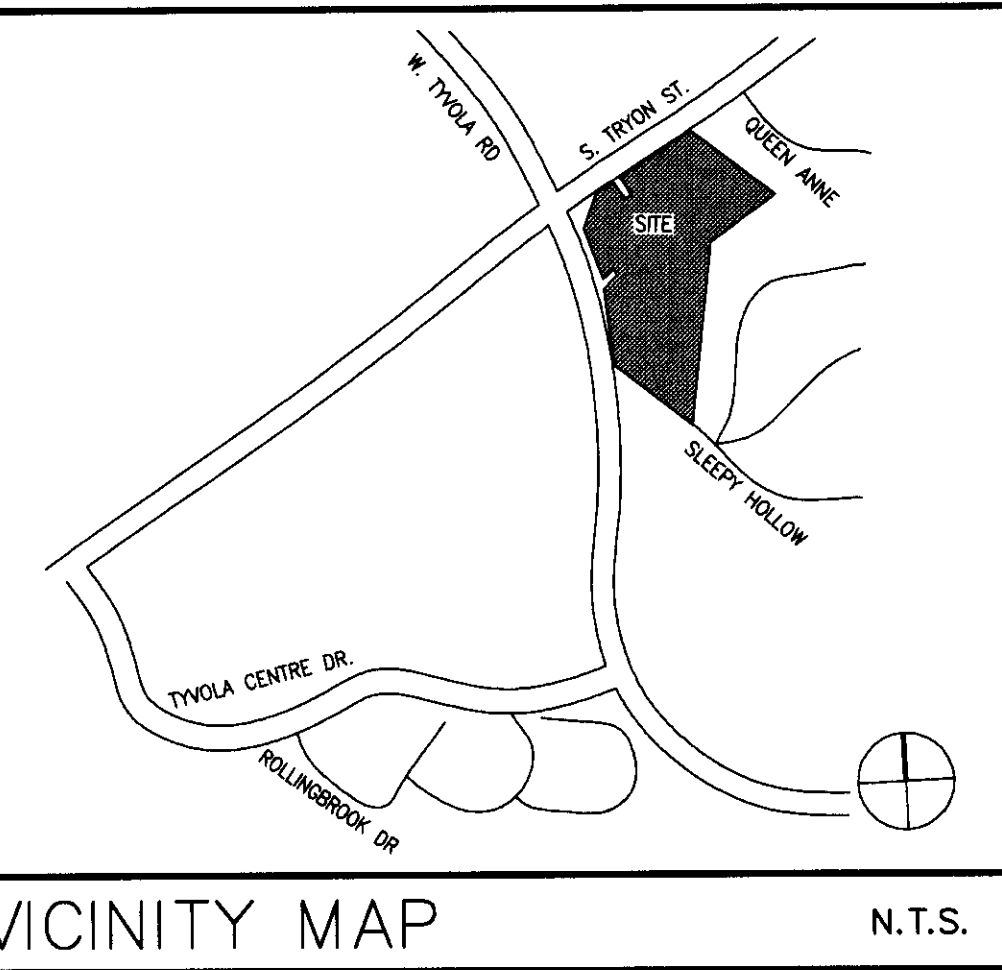 W. TYVOLA RD
S. TRYON ST.
QUEEN ANNE
SITE
SLEEPY HOLLOW
TYVOLA CENTRE DR.
ROLLINGBROOK DR
VICINITY MAP
N.T.S.